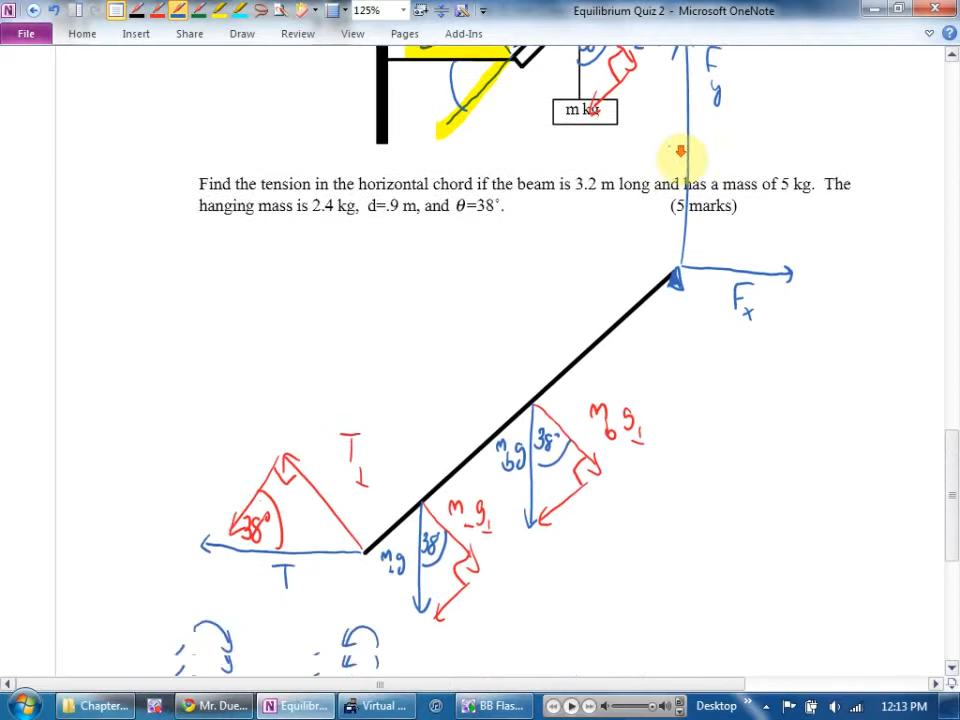 125%
Equilibrium Quiz 2 - Microsoft OneNote
File Home Insert Share Draw Review View Pages Add-Ins
F
y
m kg
Find the tension in the horizontal chord if the beam is 3.2 m long and has a mass of 5 kg. The
hanging mass is 2.4 kg, d=.9 m, and θ=38°. (5 marks)
F x
m b g ⊥
T ⊥
m b g 38°
m g ⊥
38°
m g 38
T
Chapter... Mr. Due... Equilibr... Virtual ... BB Flas... Desktop » 12:13 PM